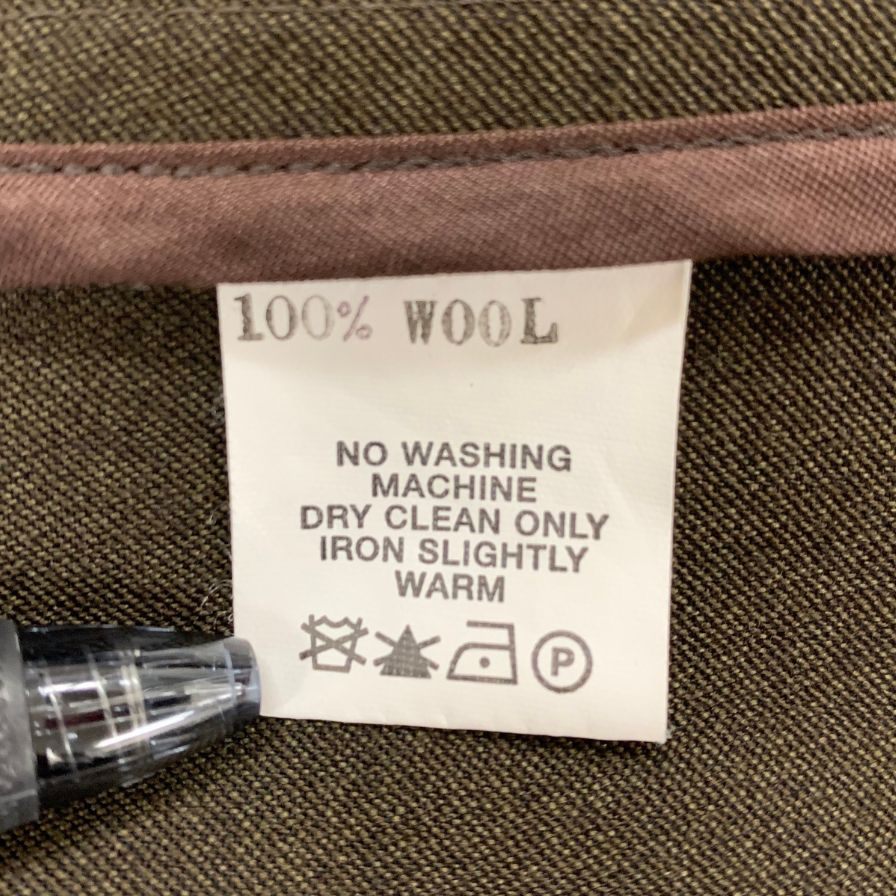 100% WOOL
NO WASHING
MACHINE
DRY CLEAN ONLY
IRON SLIGHTLY
WARM
P